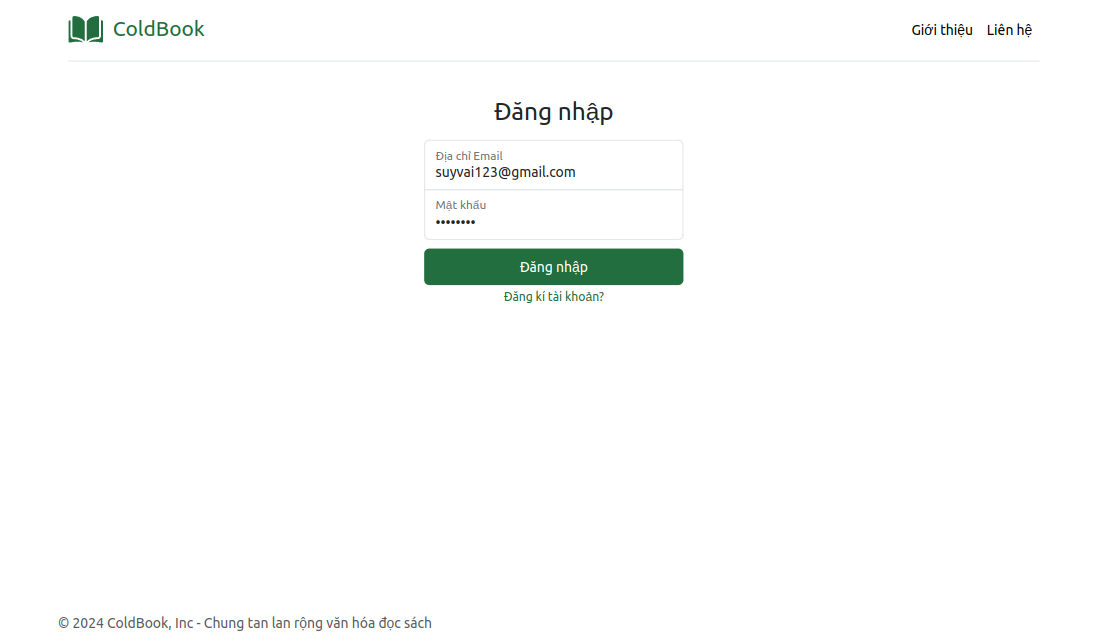 ColdBook
Giới thiệu Liên hệ
Đăng nhập
Địa chỉ Email
suyvai123@gmail.com
Mật khẩu
••••••••
Đăng nhập
Đăng kí tài khoản?
© 2024 ColdBook, Inc - Chung tan lan rộng văn hóa đọc sách